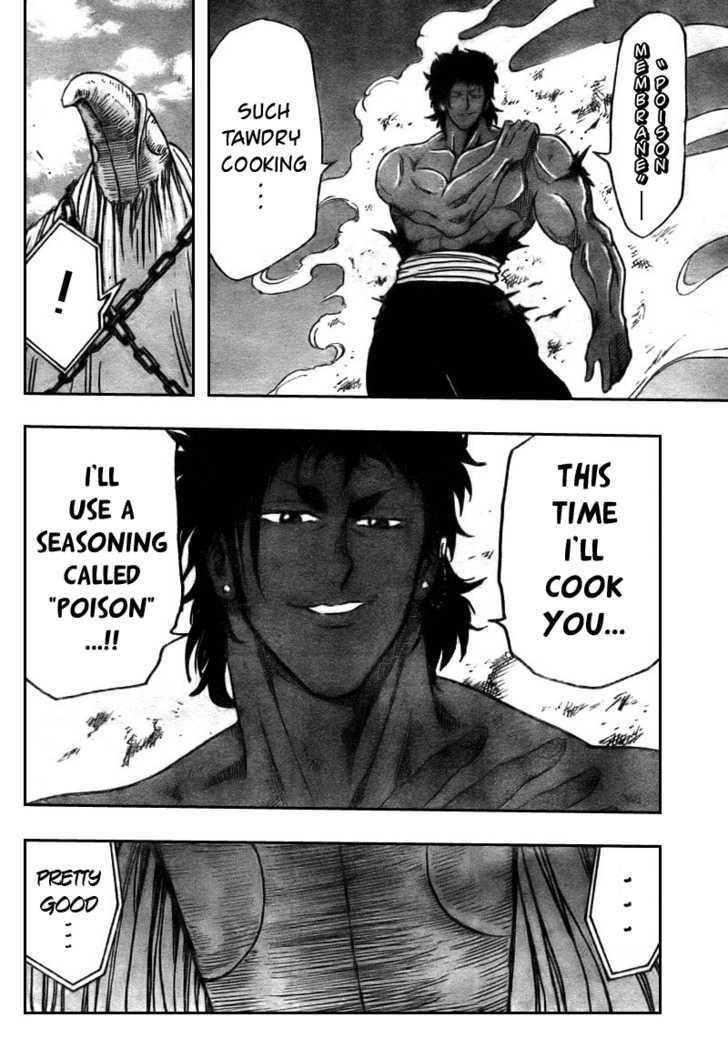 "POISON
MEMBRANE"—
SUCH
TAWDRY
COOKING
...
!
THIS
TIME
I'LL
COOK
YOU...
I'LL
USE A
SEASONING
CALLED
"POISON"
...!!
...
PRETTY
GOOD
...